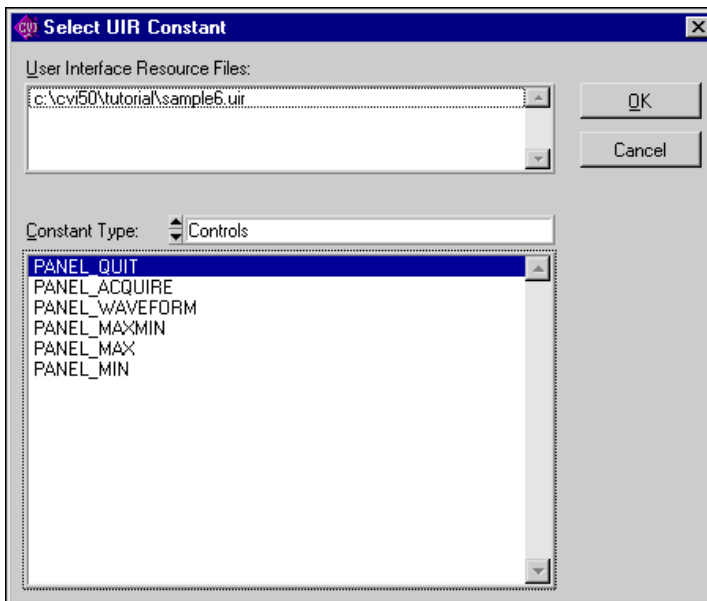 cvi Select UIR Constant
User Interface Resource Files:
c:\cvi50\tutorial\sample6.uir
OK
Cancel
Constant Type: Controls
PANEL_QUIT
PANEL_ACQUIRE
PANEL_WAVEFORM
PANEL_MAXMIN
PANEL_MAX
PANEL_MIN